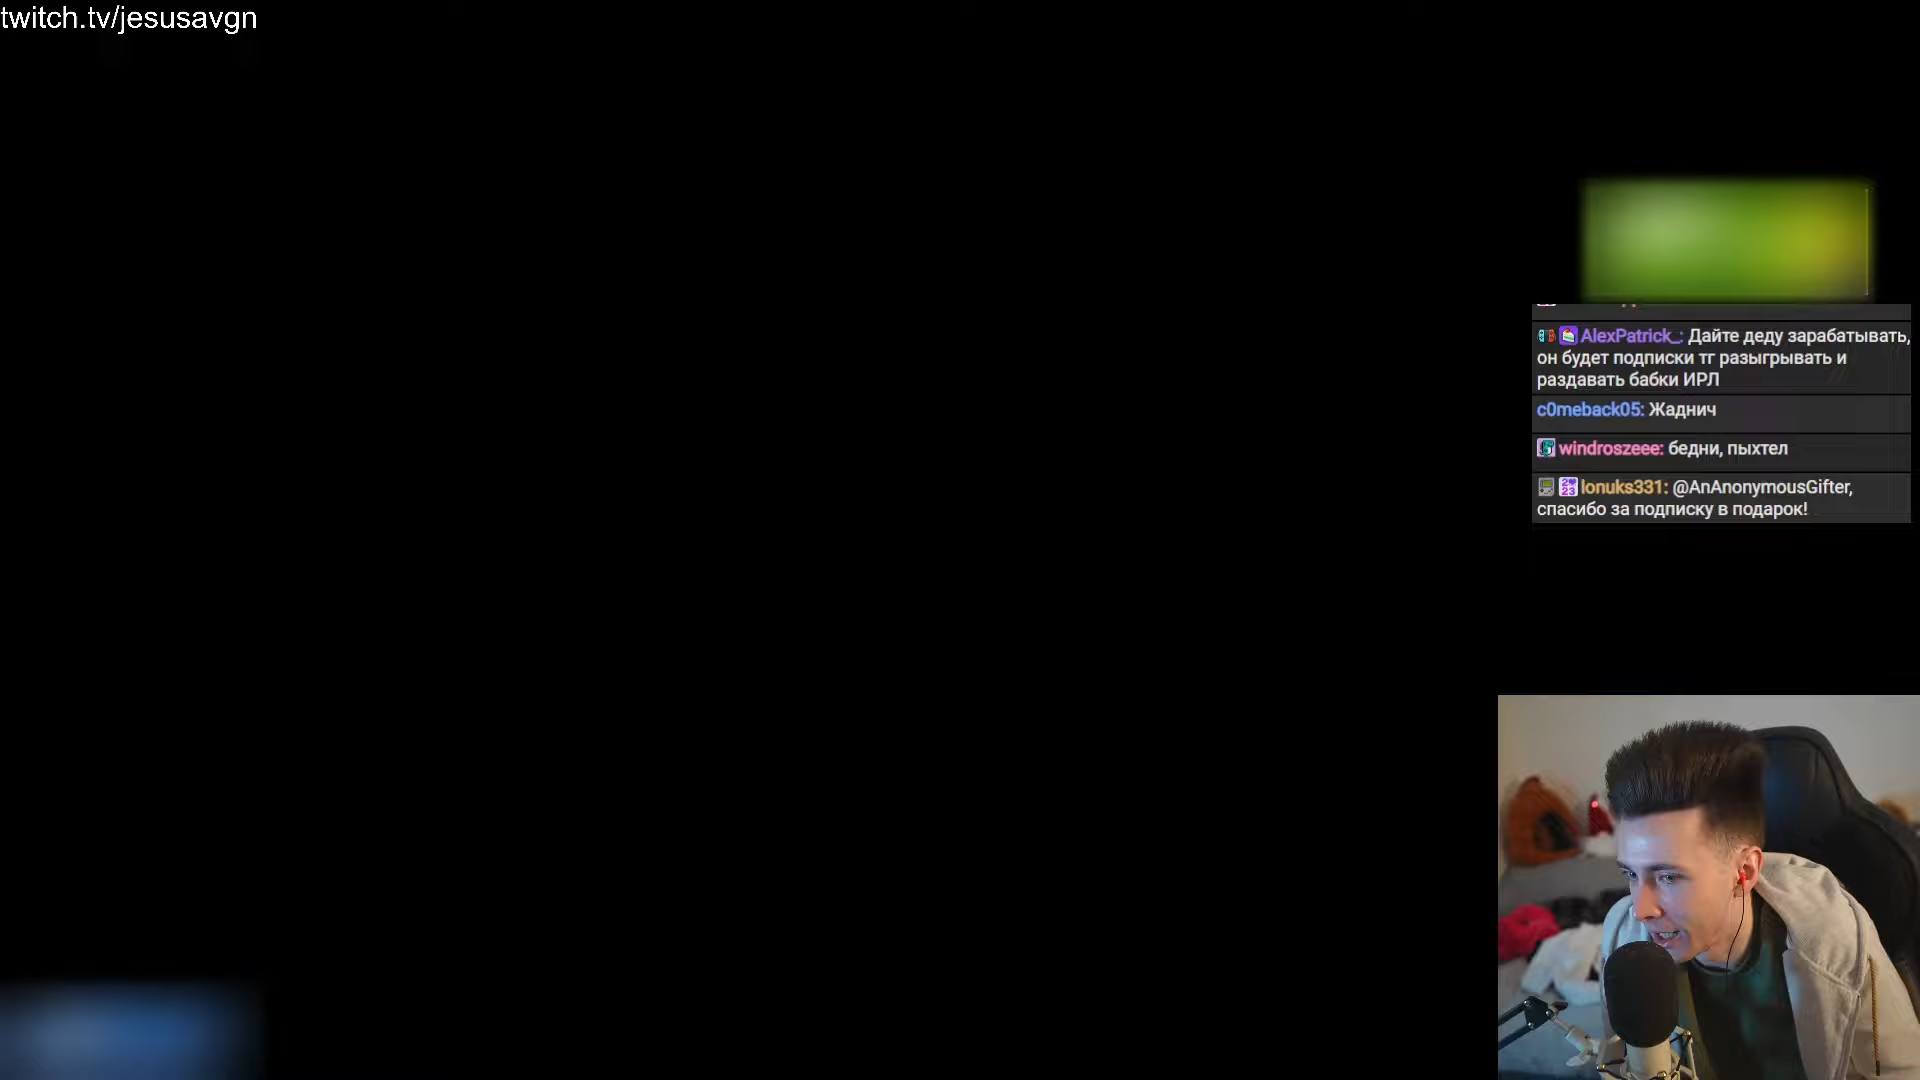 twitch.tv/jesusavgn
AlexPatrick_: Дайте деду зарабатывать,
он будет подписки тг разыгрывать и
раздавать бабки ИРЛ
c0meback05: Жаднич
windroszeee: бедни, пыхтел
lonuks331: @AnAnonymousGifter,
спасибо за подписку в подарок!